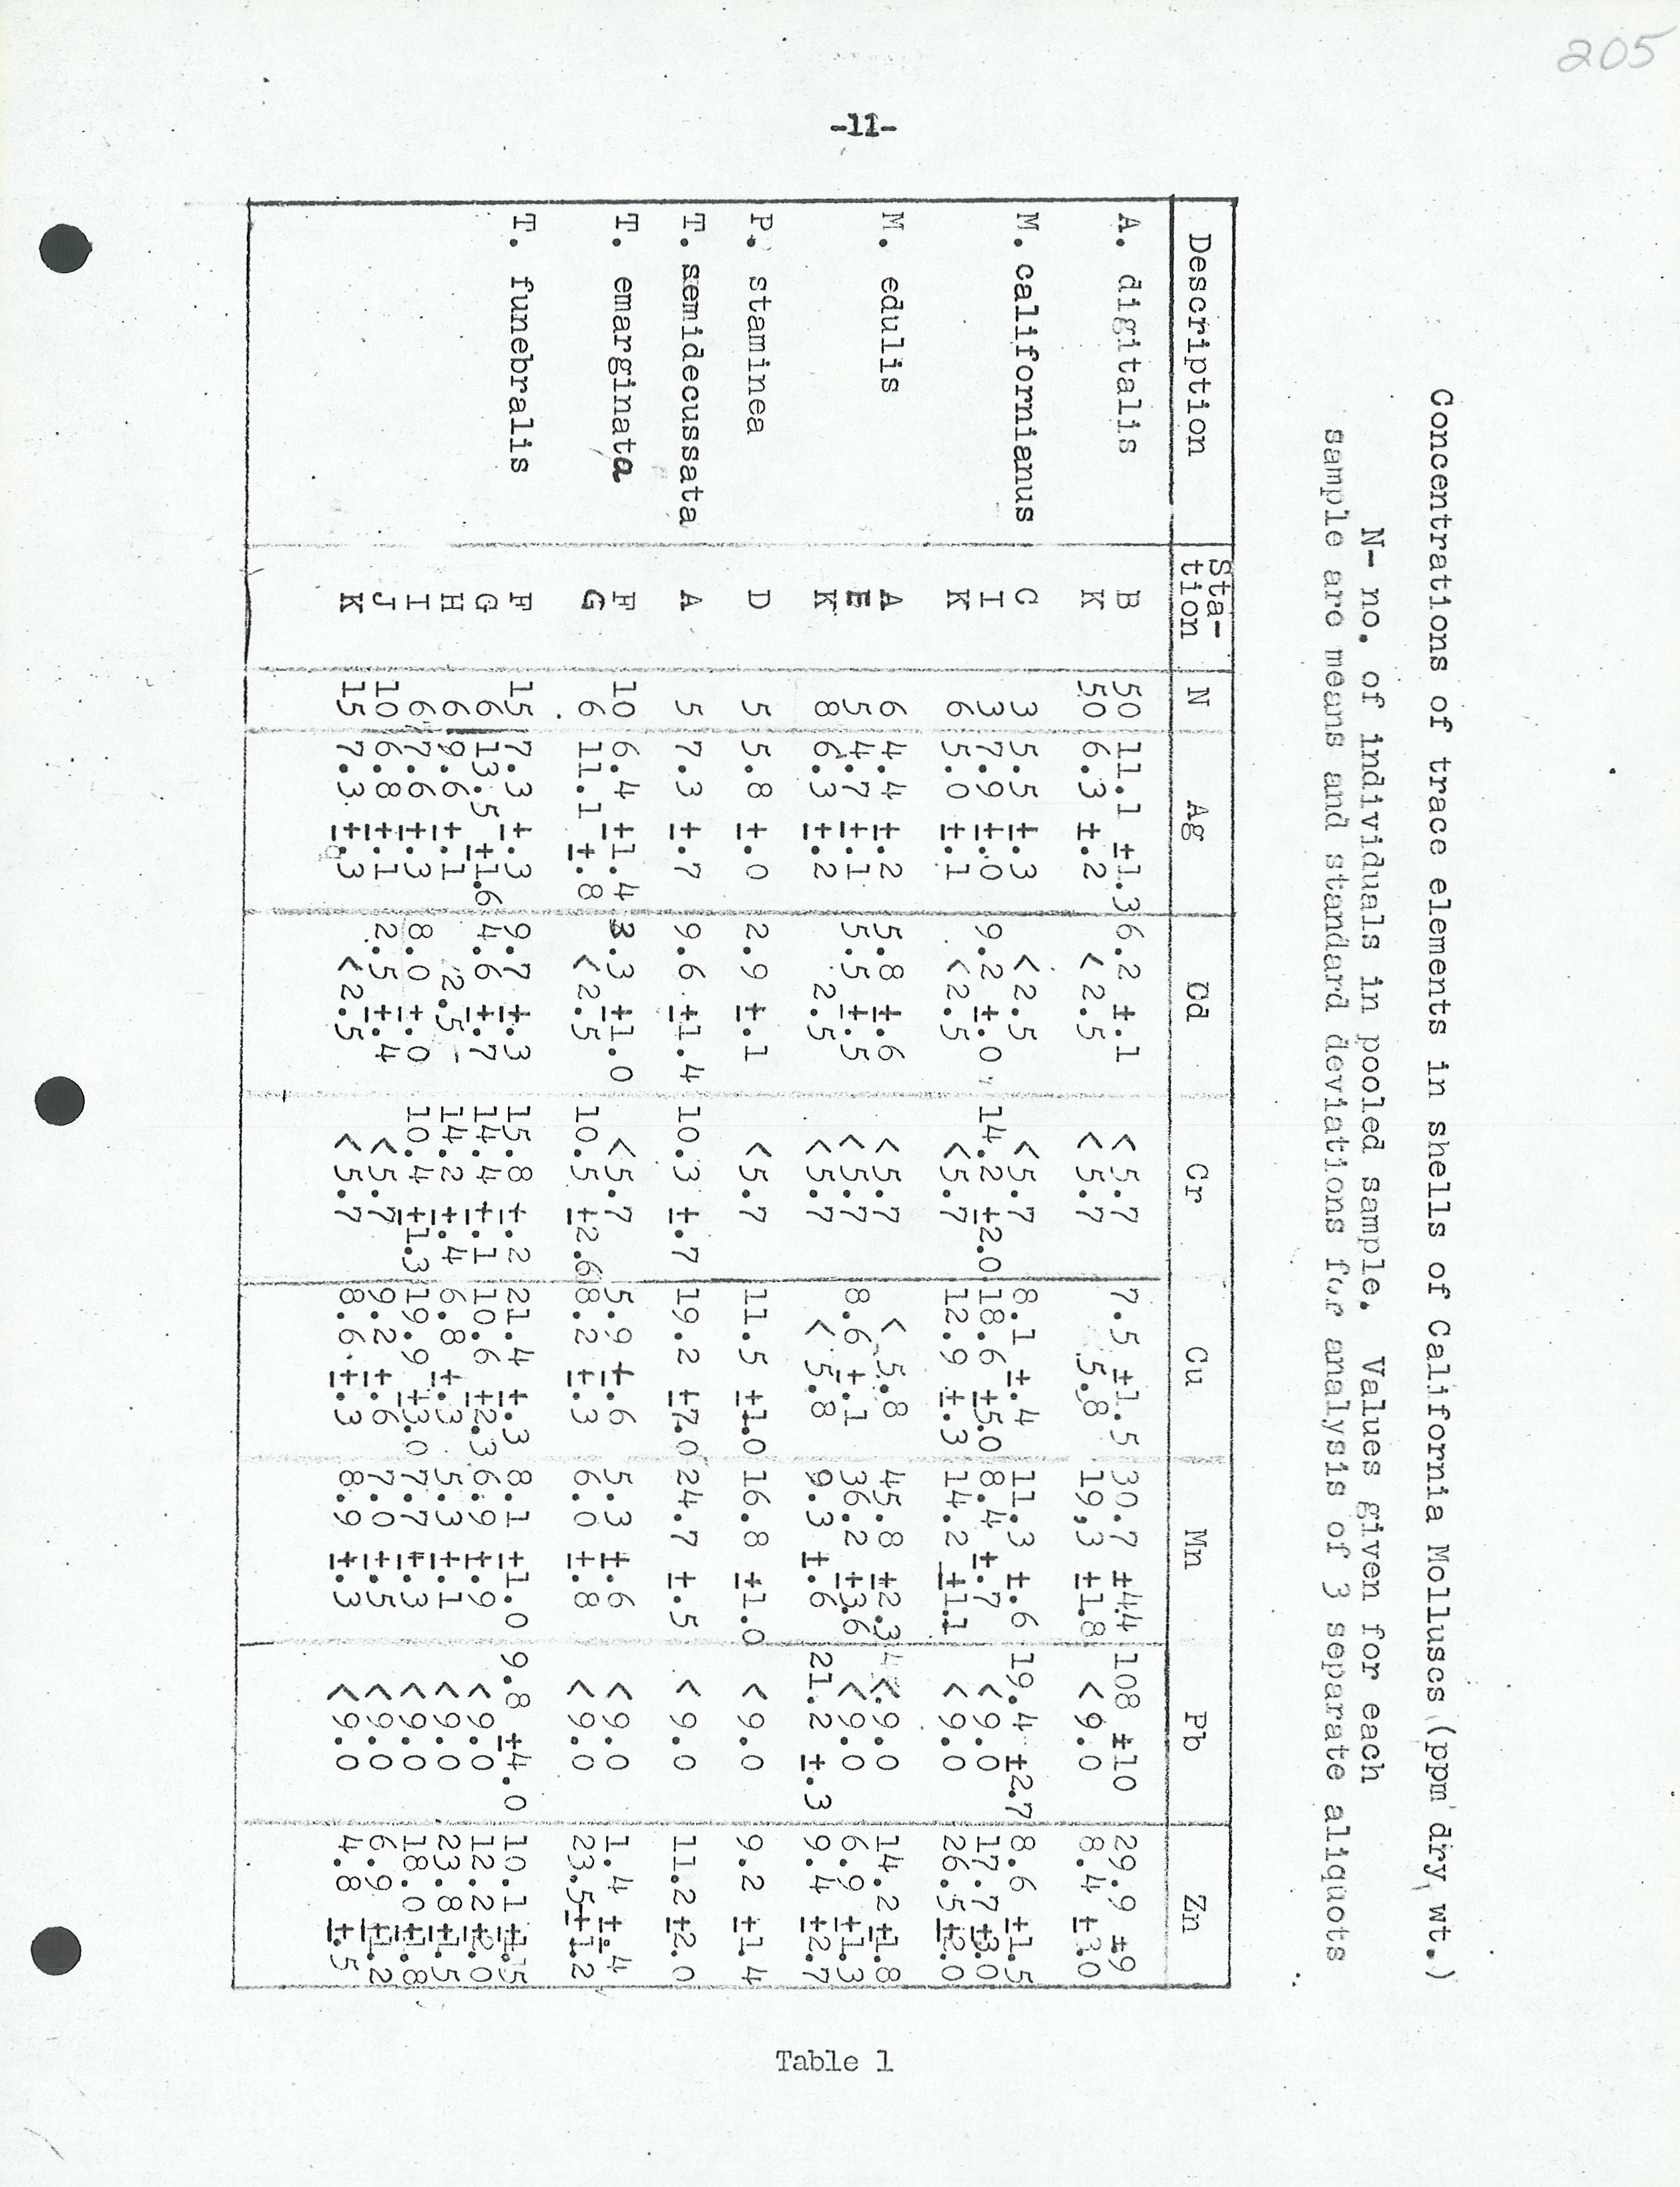 205
-11-
Concentrations of trace elements in shells of California Molluscs (ppm dry wt.)
N- no. of individuals in pooled sample. Values given for each
sample are means and standard deviations for analysis of 3 separate aliquots
Description Sta- N Ag Cd Cr Cu Mn Pb Zn
tion
A. digitalis B 50 11.1 ±1.3 6.2 ±.1 <5.7 7.5 ±1.5 30.7 ±4.4 108 ±10 29.9 ±9
K 50 6.3 ±.2 <2.5 <5.7 5.8 19,3 ±1.8 <9.0 8.4 ±3.0
M. californianus C 3 5.5 ±.3 <2.5 <5.7 8.1 ±.4 11.3 ±.6 19.4 ±2.7 8.6 ±1.5
I 3 7.9 ±.0 9.2 ±.0 14.2 ±2.0 18.6 ±5.0 8.4 ±.7 <9.0 17.7 ±3.0
K 6 5.0 ±.1 <2.5 <5.7 12.9 ±.3 14.2 ±1.1 <9.0 26.5 ±2.0
M. edulis A 6 4.4 ±.2 5.8 ±.6 <5.7 < 5.8 45.8 ±2.3 <9.0 14.2 ±1.8
E 5 4.7 ±.1 5.5 ±.5 <5.7 8.6 ±.1 36.2 ±3.6 <9.0 6.9 ±1.3
K 8 6.3 ±.2 2.5 <5.7 < 5.8 9.3 ±.6 21.2 ±.3 9.4 ±2.7
P. staminea D 5 5.8 ±.0 2.9 ±.1 <5.7 11.5 ±1.0 16.8 ±1.0 <9.0 9.2 ±1.4
T. semidecussata A 5 7.3 ±.7 9.6 ±1.4 10.3 ±.7 19.2 ±7.0 24.7 ±.5 <9.0 11.2 ±2.0
T. emarginata F 10 6.4 ±1.4 3.3 ±1.0 <5.7 5.9 ±.6 5.3 ±.6 <9.0 1.4 ±.4
G 6 11.1 ±.8 <2.5 10.5 ±2.6 8.2 ±.3 6.0 ±.8 <9.0 23.5 ±1.2
T. funebralis F 15 7.3 ±.3 9.7 ±.3 15.8 ±.2 21.4 ±.3 8.1 ±1.0 9.8 ±4.0 10.1 ±1.5
G 6 13.5 ±1.6 4.6 ±.7 14.4 ±.1 10.6 ±2.3 6.9 ±.9 <9.0 12.2 ±2.0
H 6 9.6 ±.1 2.5 14.2 ±.4 6.8 ±.3 5.3 ±.1 <9.0 23.8 ±1.5
I 6 7.6 ±.3 8.0 ±.0 10.4 ±1.3 19.9 ±3.0 7.7 ±.3 <9.0 18.0 ±1.8
J 10 6.8 ±.1 2.5 ±.4 <5.7 9.2 ±.6 7.0 ±.5 <9.0 6.9 ±1.2
K 15 7.3 ±.3 <2.5 <5.7 8.6 ±.3 8.9 ±.3 <9.0 4.8 ±.5
Table 1